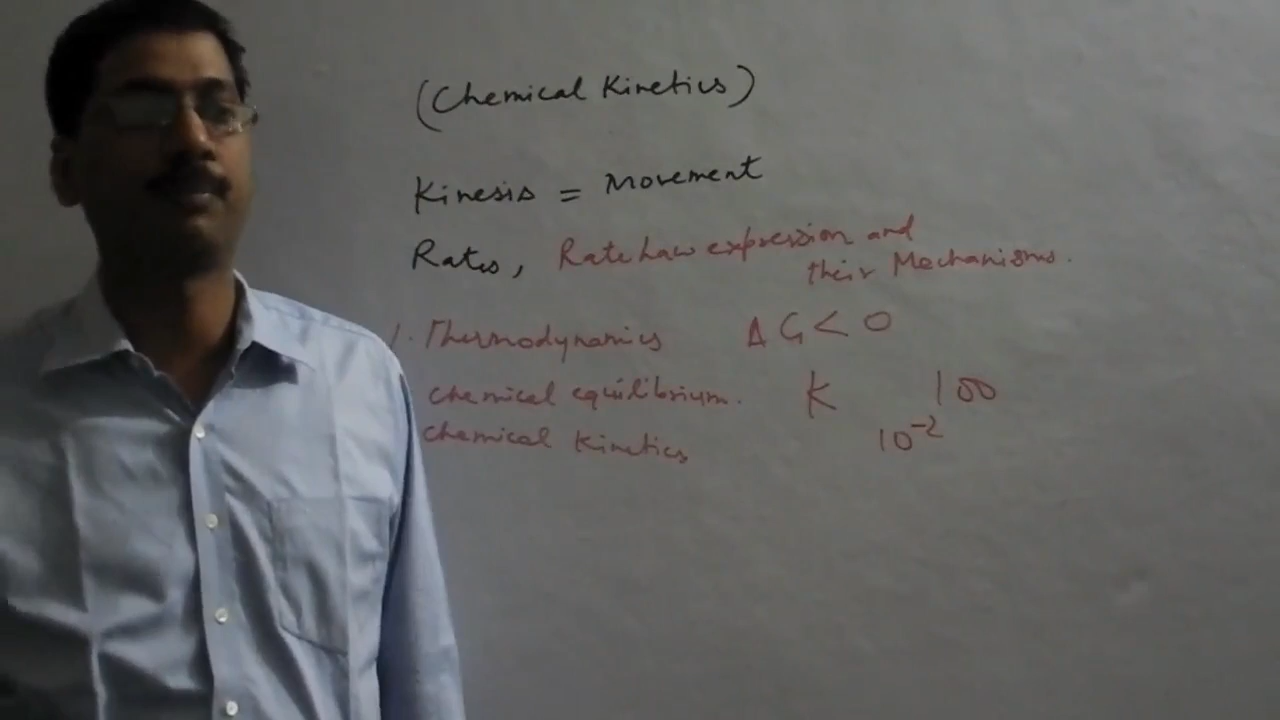 (Chemical Kinetics)
Kinesis = Movement
Rates, Rate Law expression and
their Mechanisms.
1. Thermodynamics ΔG < 0
chemical equilibrium. K 100
chemical kinetics 10⁻²